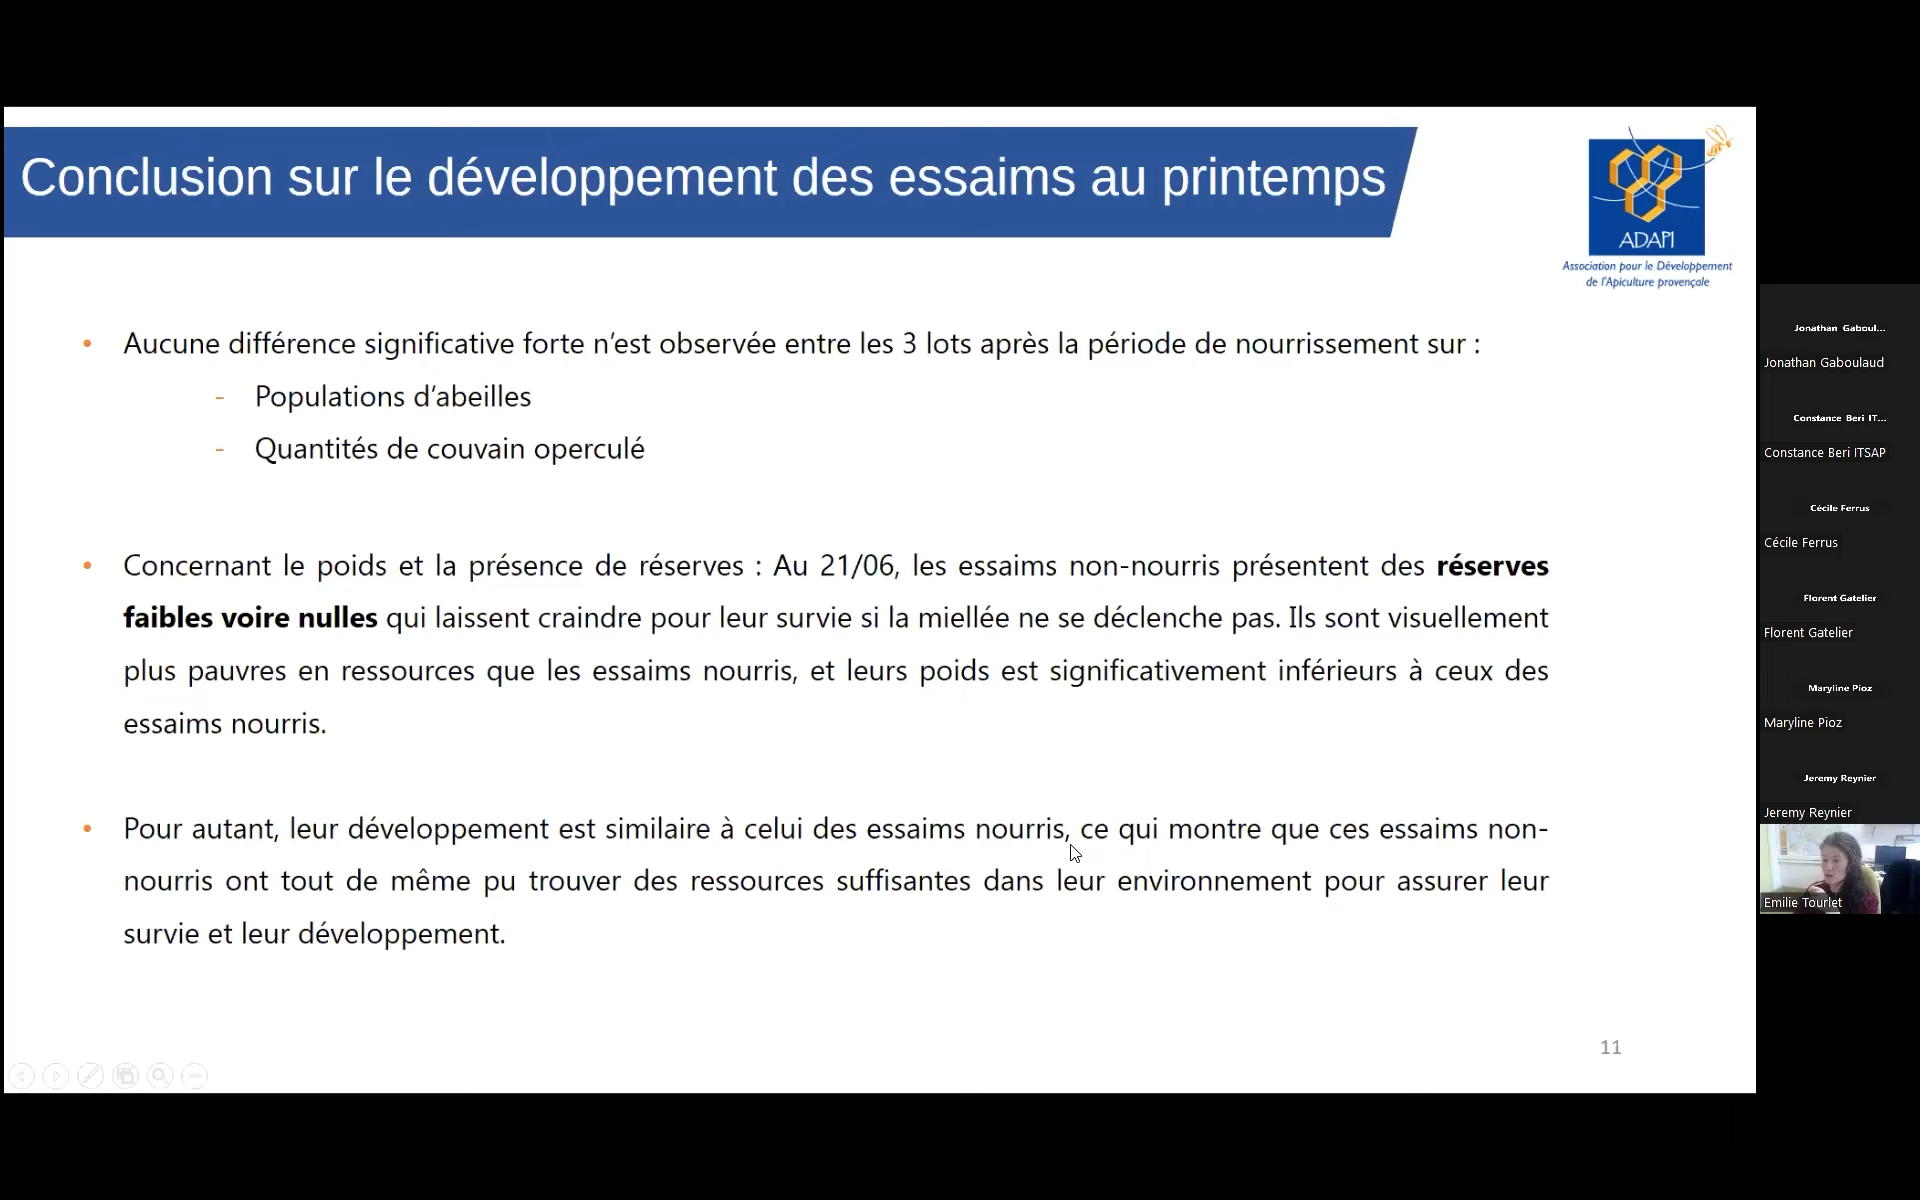 Conclusion sur le développement des essaims au printemps
ADAPI
Association pour le Développement
de l'Apiculture provençale
• Aucune différence significative forte n’est observée entre les 3 lots après la période de nourrissement sur :
- Populations d’abeilles
- Quantités de couvain operculé
• Concernant le poids et la présence de réserves : Au 21/06, les essaims non-nourris présentent des réserves
faibles voire nulles qui laissent craindre pour leur survie si la miellée ne se déclenche pas. Ils sont visuellement
plus pauvres en ressources que les essaims nourris, et leurs poids est significativement inférieurs à ceux des
essaims nourris.
• Pour autant, leur développement est similaire à celui des essaims nourris, ce qui montre que ces essaims non-
nourris ont tout de même pu trouver des ressources suffisantes dans leur environnement pour assurer leur
survie et leur développement.
11
Jonathan Gaboul...
Jonathan Gaboulaud
Constance Beri IT...
Constance Beri ITSAP
Cécile Ferrus
Cécile Ferrus
Florent Gatelier
Florent Gatelier
Maryline Pioz
Maryline Pioz
Jeremy Reynier
Jeremy Reynier
Emilie Tourlet